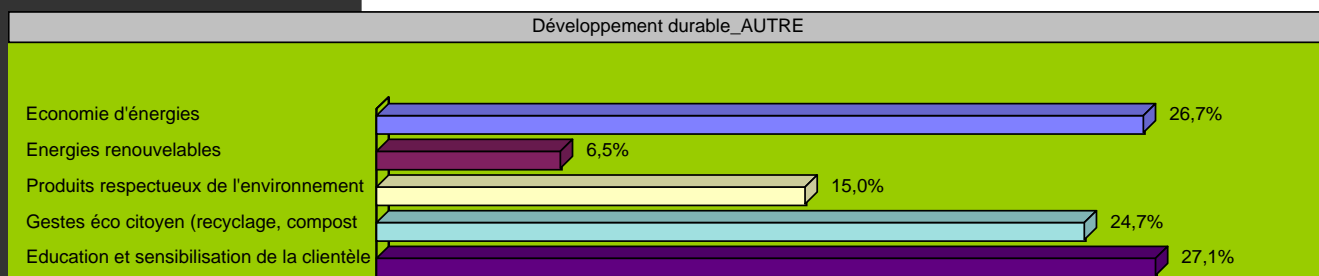 Développement durable_AUTRE
Economie d'énergies 26,7%
Energies renouvelables 6,5%
Produits respectueux de l'environnement 15,0%
Gestes éco citoyen (recyclage, compost 24,7%
Education et sensibilisation de la clientèle 27,1%